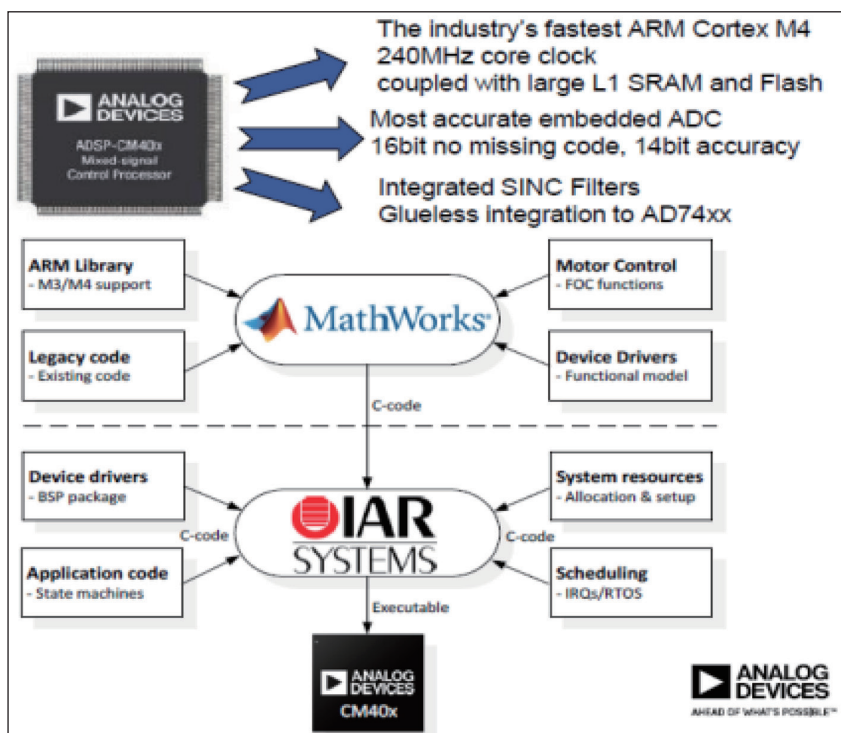 The industry's fastest ARM Cortex M4
240MHz core clock
coupled with large L1 SRAM and Flash
ANALOG
DEVICES
ADSP-CM40x
Mixed-signal
Control Processor
Most accurate embedded ADC
16bit no missing code, 14bit accuracy
Integrated SINC Filters
Glueless integration to AD74xx
ARM Library
- M3/M4 support
Motor Control
- FOC functions
MathWorks®
Legacy code
- Existing code
Device Drivers
- Functional model
C-code
Device drivers
- BSP package
System resources
- Allocation & setup
IAR
SYSTEMS
C-code
C-code
Application code
- State machines
Scheduling
- IRQs/RTOS
Executable
ANALOG
DEVICES
CM40x
ANALOG
DEVICES
AHEAD OF WHAT'S POSSIBLE™